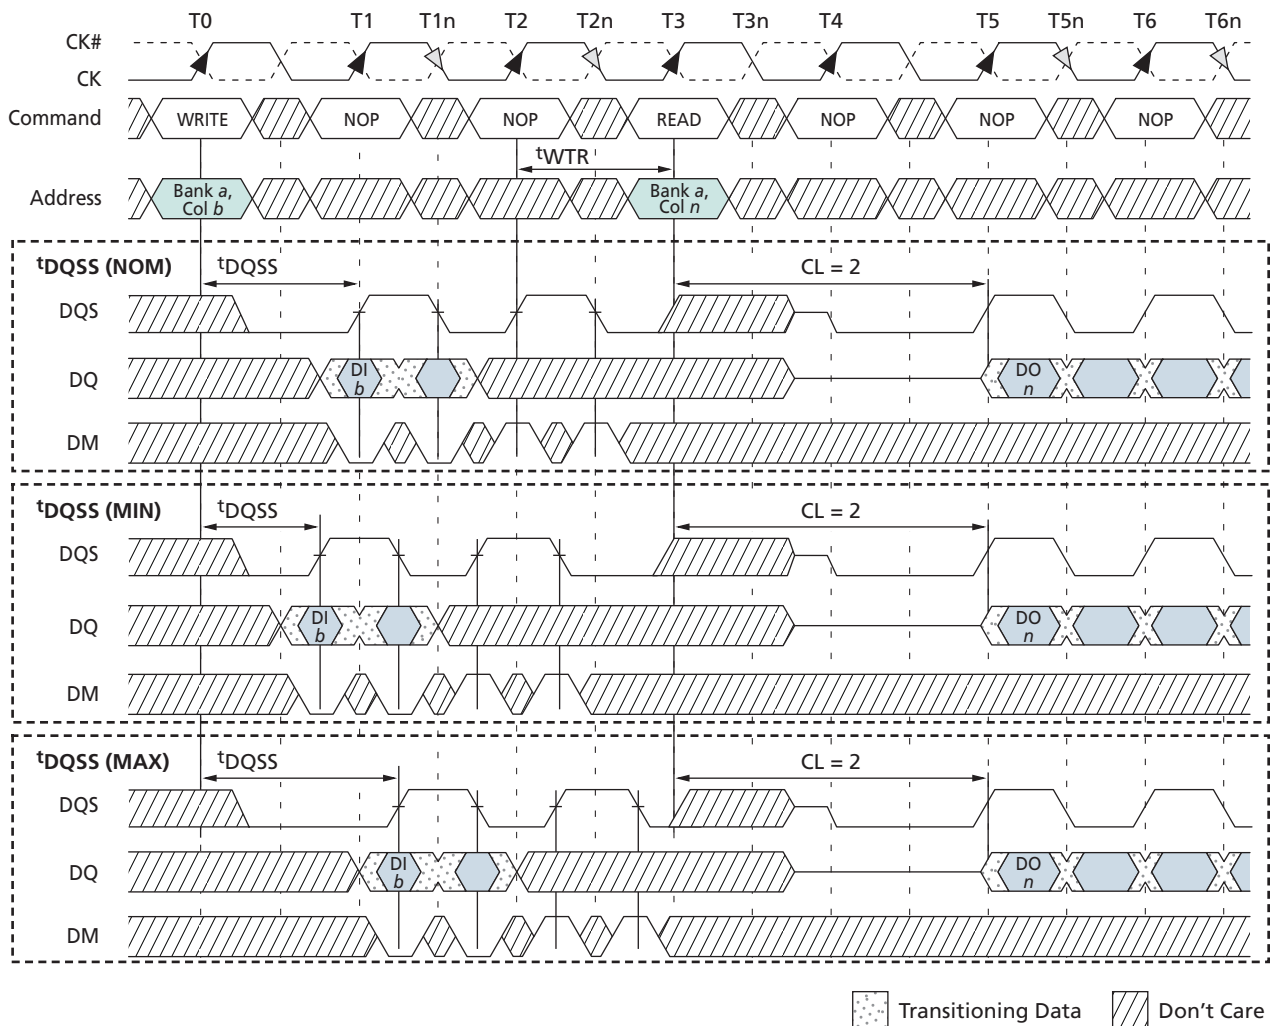 T0 T1 T1n T2 T2n T3 T3n T4 T5 T5n T6 T6n
CK#
CK
Command WRITE NOP NOP READ NOP NOP NOP
tWTR
Address Bank a, Col b Bank a, Col n
tDQSS (NOM) tDQSS CL = 2
DQS
DQ DI b DO n
DM
tDQSS (MIN) tDQSS CL = 2
DQS
DQ DI b DO n
DM
tDQSS (MAX) tDQSS CL = 2
DQS
DQ DI b DO n
DM
Transitioning Data Don't Care